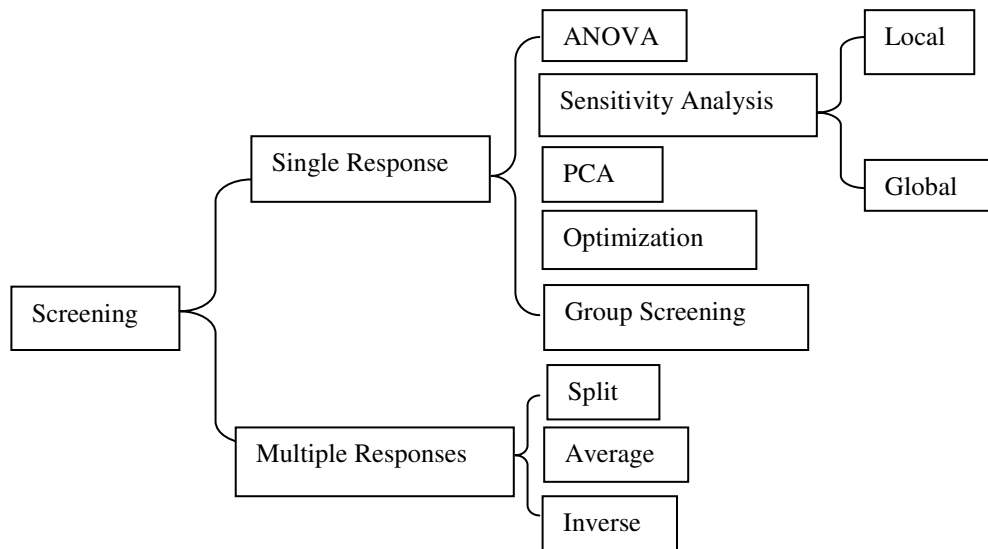 ANOVA
Local
Sensitivity Analysis
Single Response
PCA
Global
Optimization
Screening
Group Screening
Split
Multiple Responses
Average
Inverse